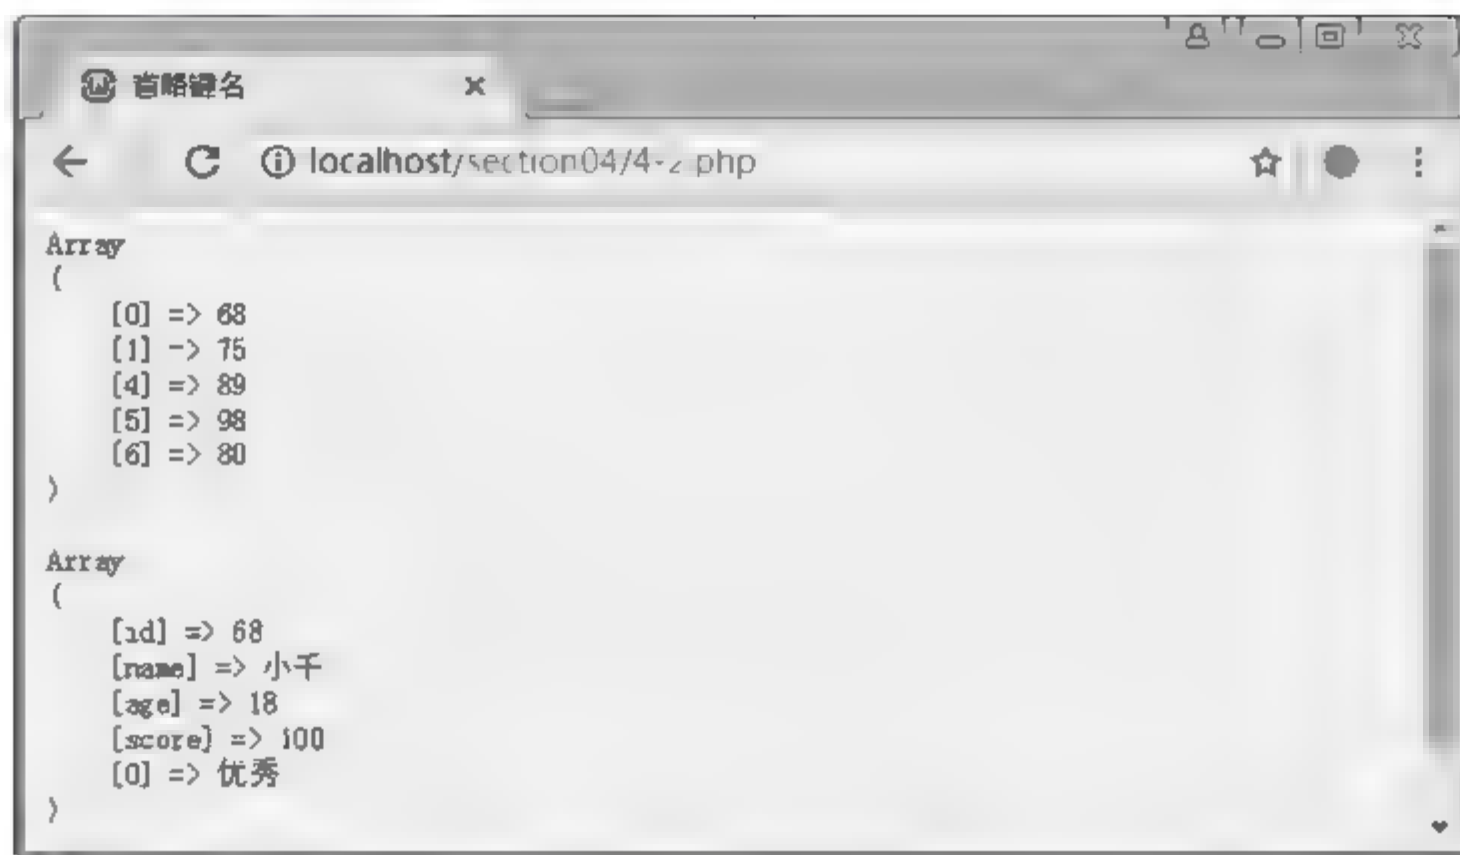 省略键名
localhost/section04/4-2.php
Array
(
[0] => 68
[1] => 75
[4] => 89
[5] => 98
[6] => 80
)
Array
(
[id] => 68
[name] => 小千
[age] => 18
[score] => 100
[0] => 优秀
)